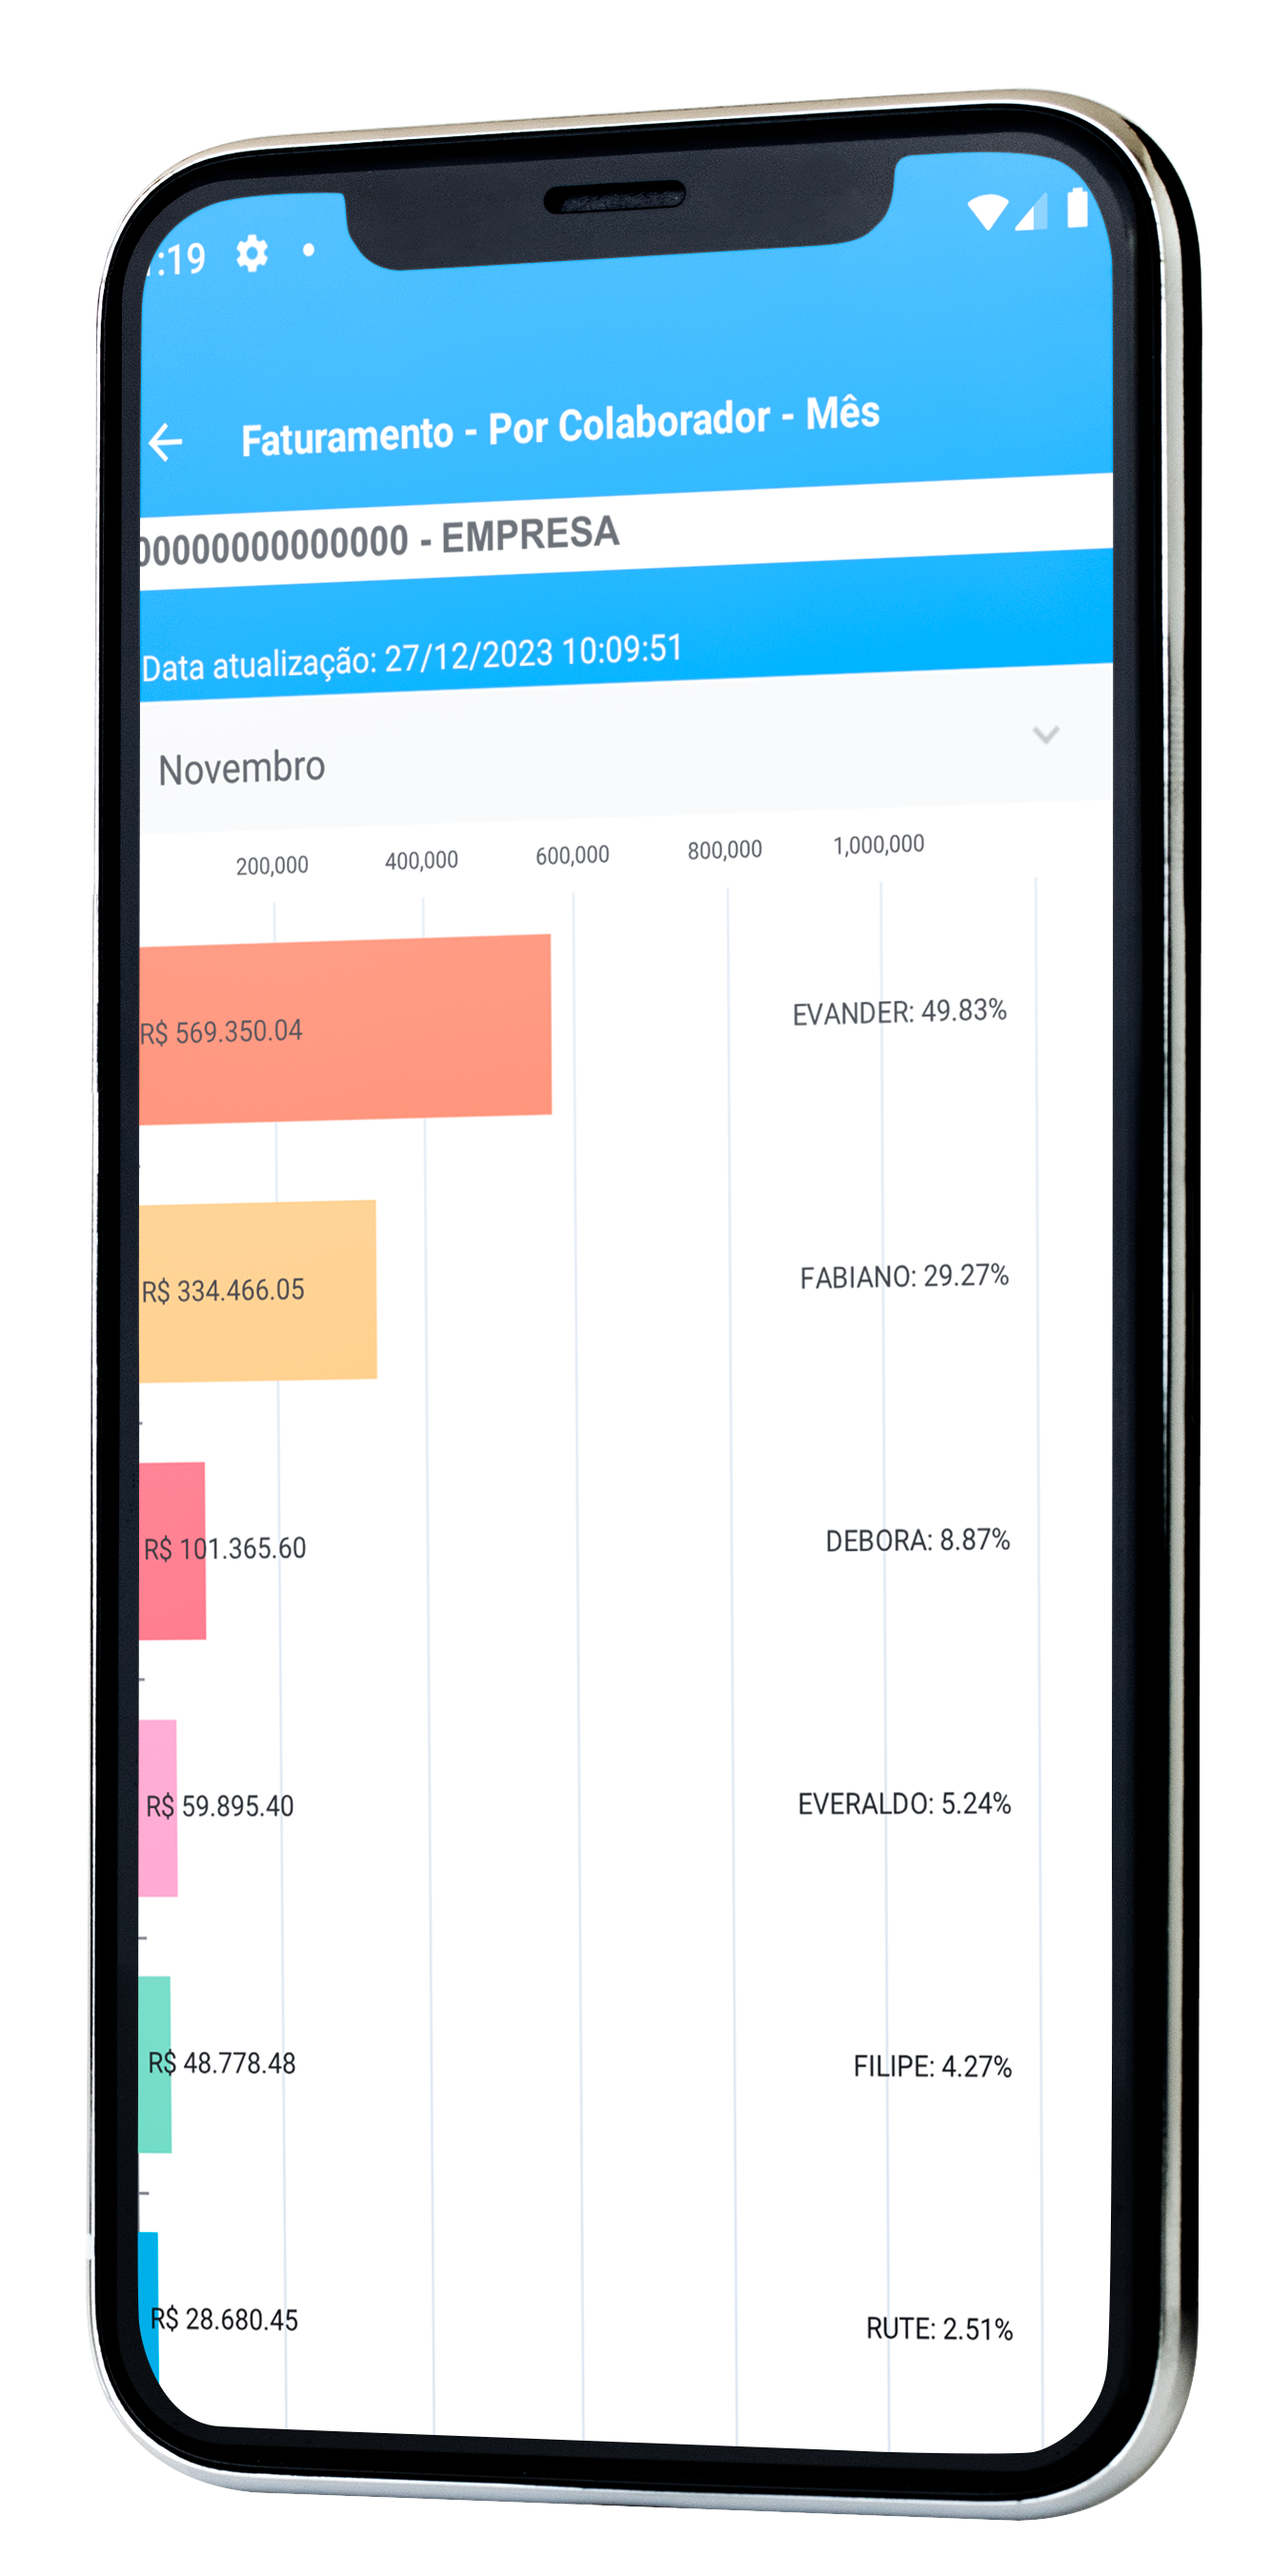 :19
Faturamento - Por Colaborador - Mês
00000000000000 - EMPRESA
Data atualização: 27/12/2023 10:09:51
Novembro
200,000 400,000 600,000 800,000 1,000,000
R$ 569.350.04 EVANDER: 49.83%
R$ 334.466.05 FABIANO: 29.27%
R$ 101.365.60 DEBORA: 8.87%
R$ 59.895.40 EVERALDO: 5.24%
R$ 48.778.48 FILIPE: 4.27%
R$ 28.680.45 RUTE: 2.51%